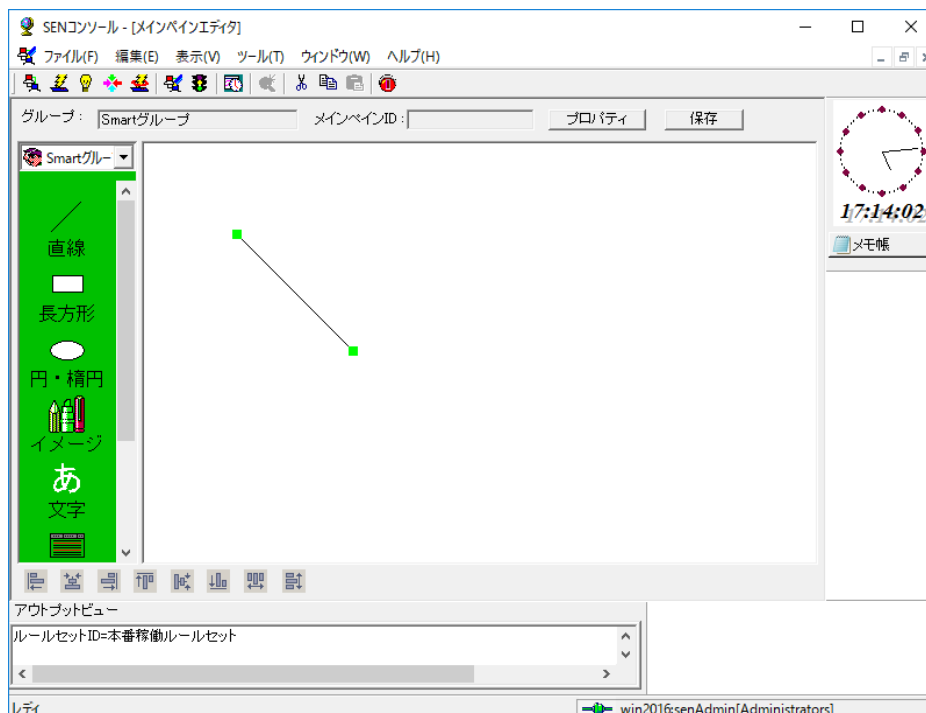 SENコンソール - [メインペインエディタ]
ファイル(F) 編集(E) 表示(V) ツール(T) ウィンドウ(W) ヘルプ(H)
グループ: Smartグループ メインペインID: プロパティ 保存
Smartグルー
17:14:02
メモ帳
直線
長方形
円・楕円
イメージ
あ
文字
アウトプットビュー
ルールセットID=本番稼働ルールセット
レディ
win2016:senAdmin[Administrators]